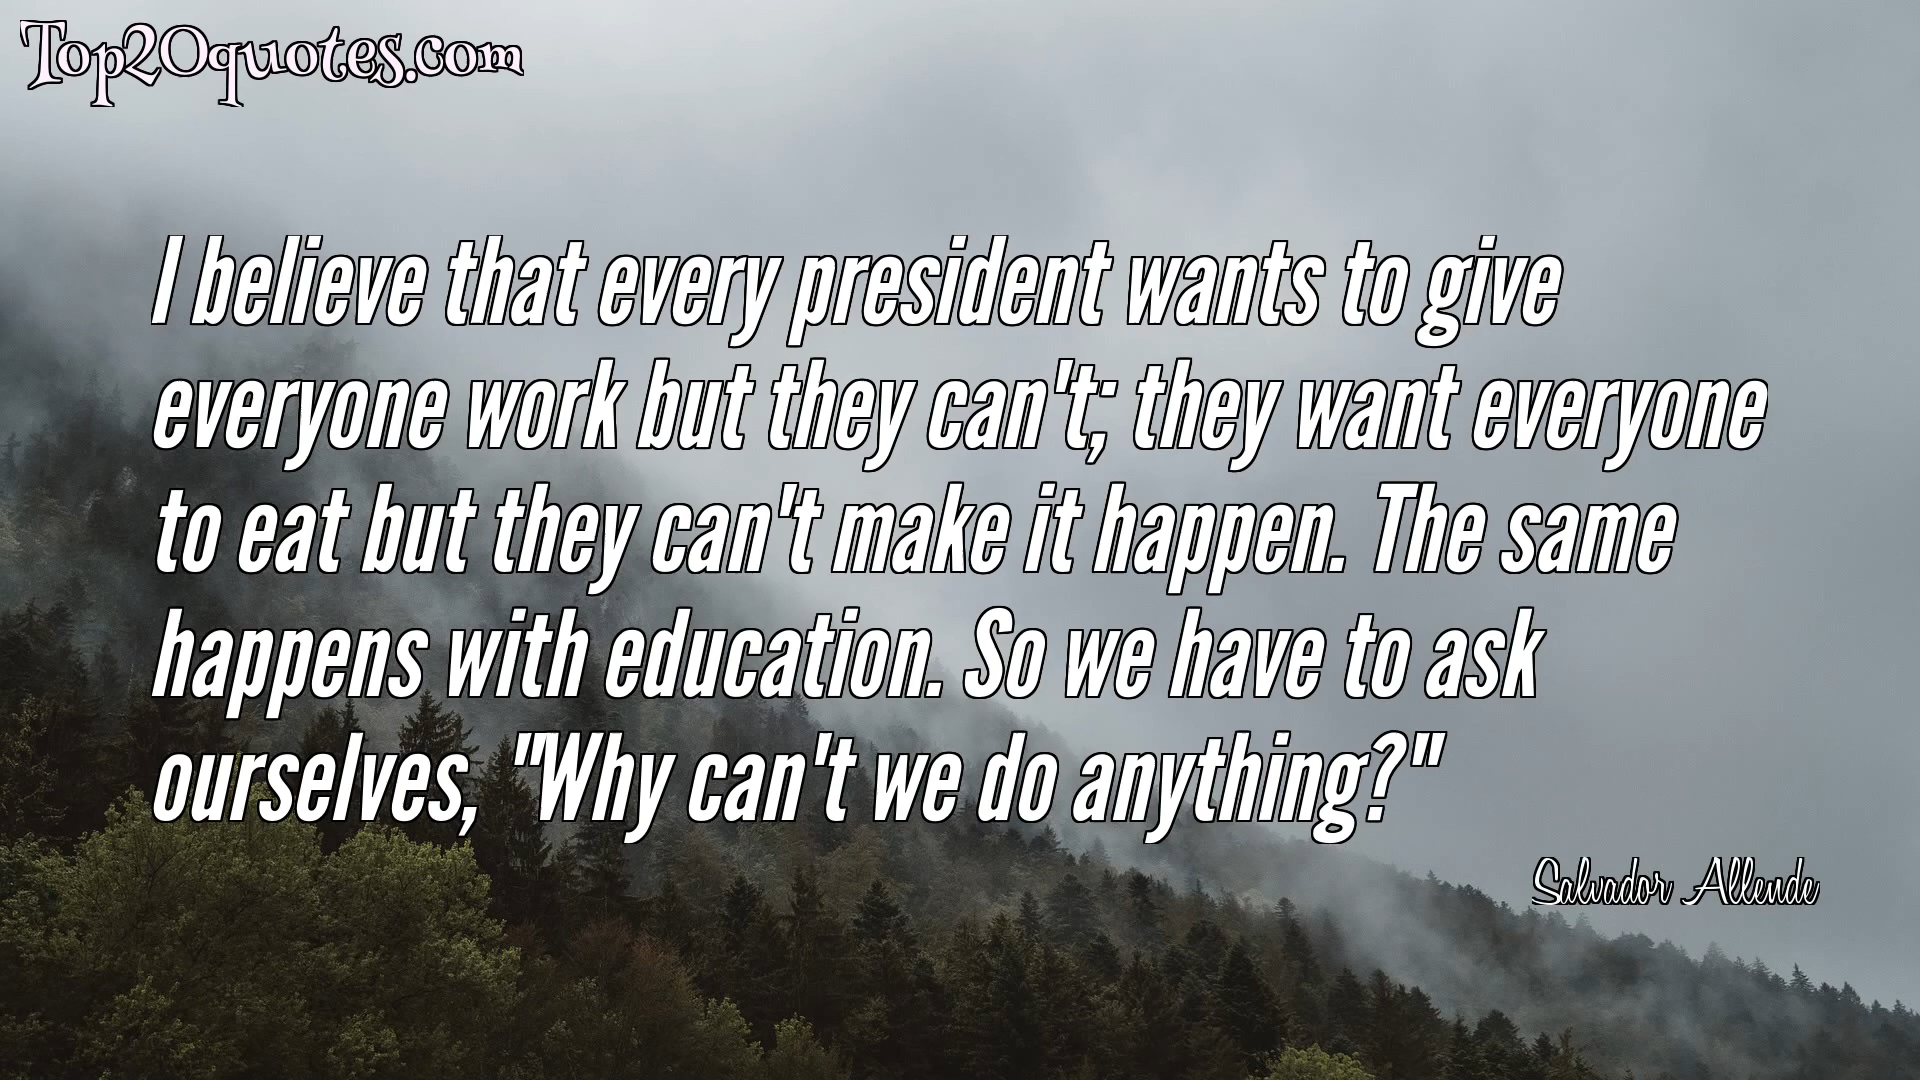 Top20quotes.com
I believe that every president wants to give
everyone work but they can't; they want everyone
to eat but they can't make it happen. The same
happens with education. So we have to ask
ourselves, "Why can't we do anything?"
Salvador Allende